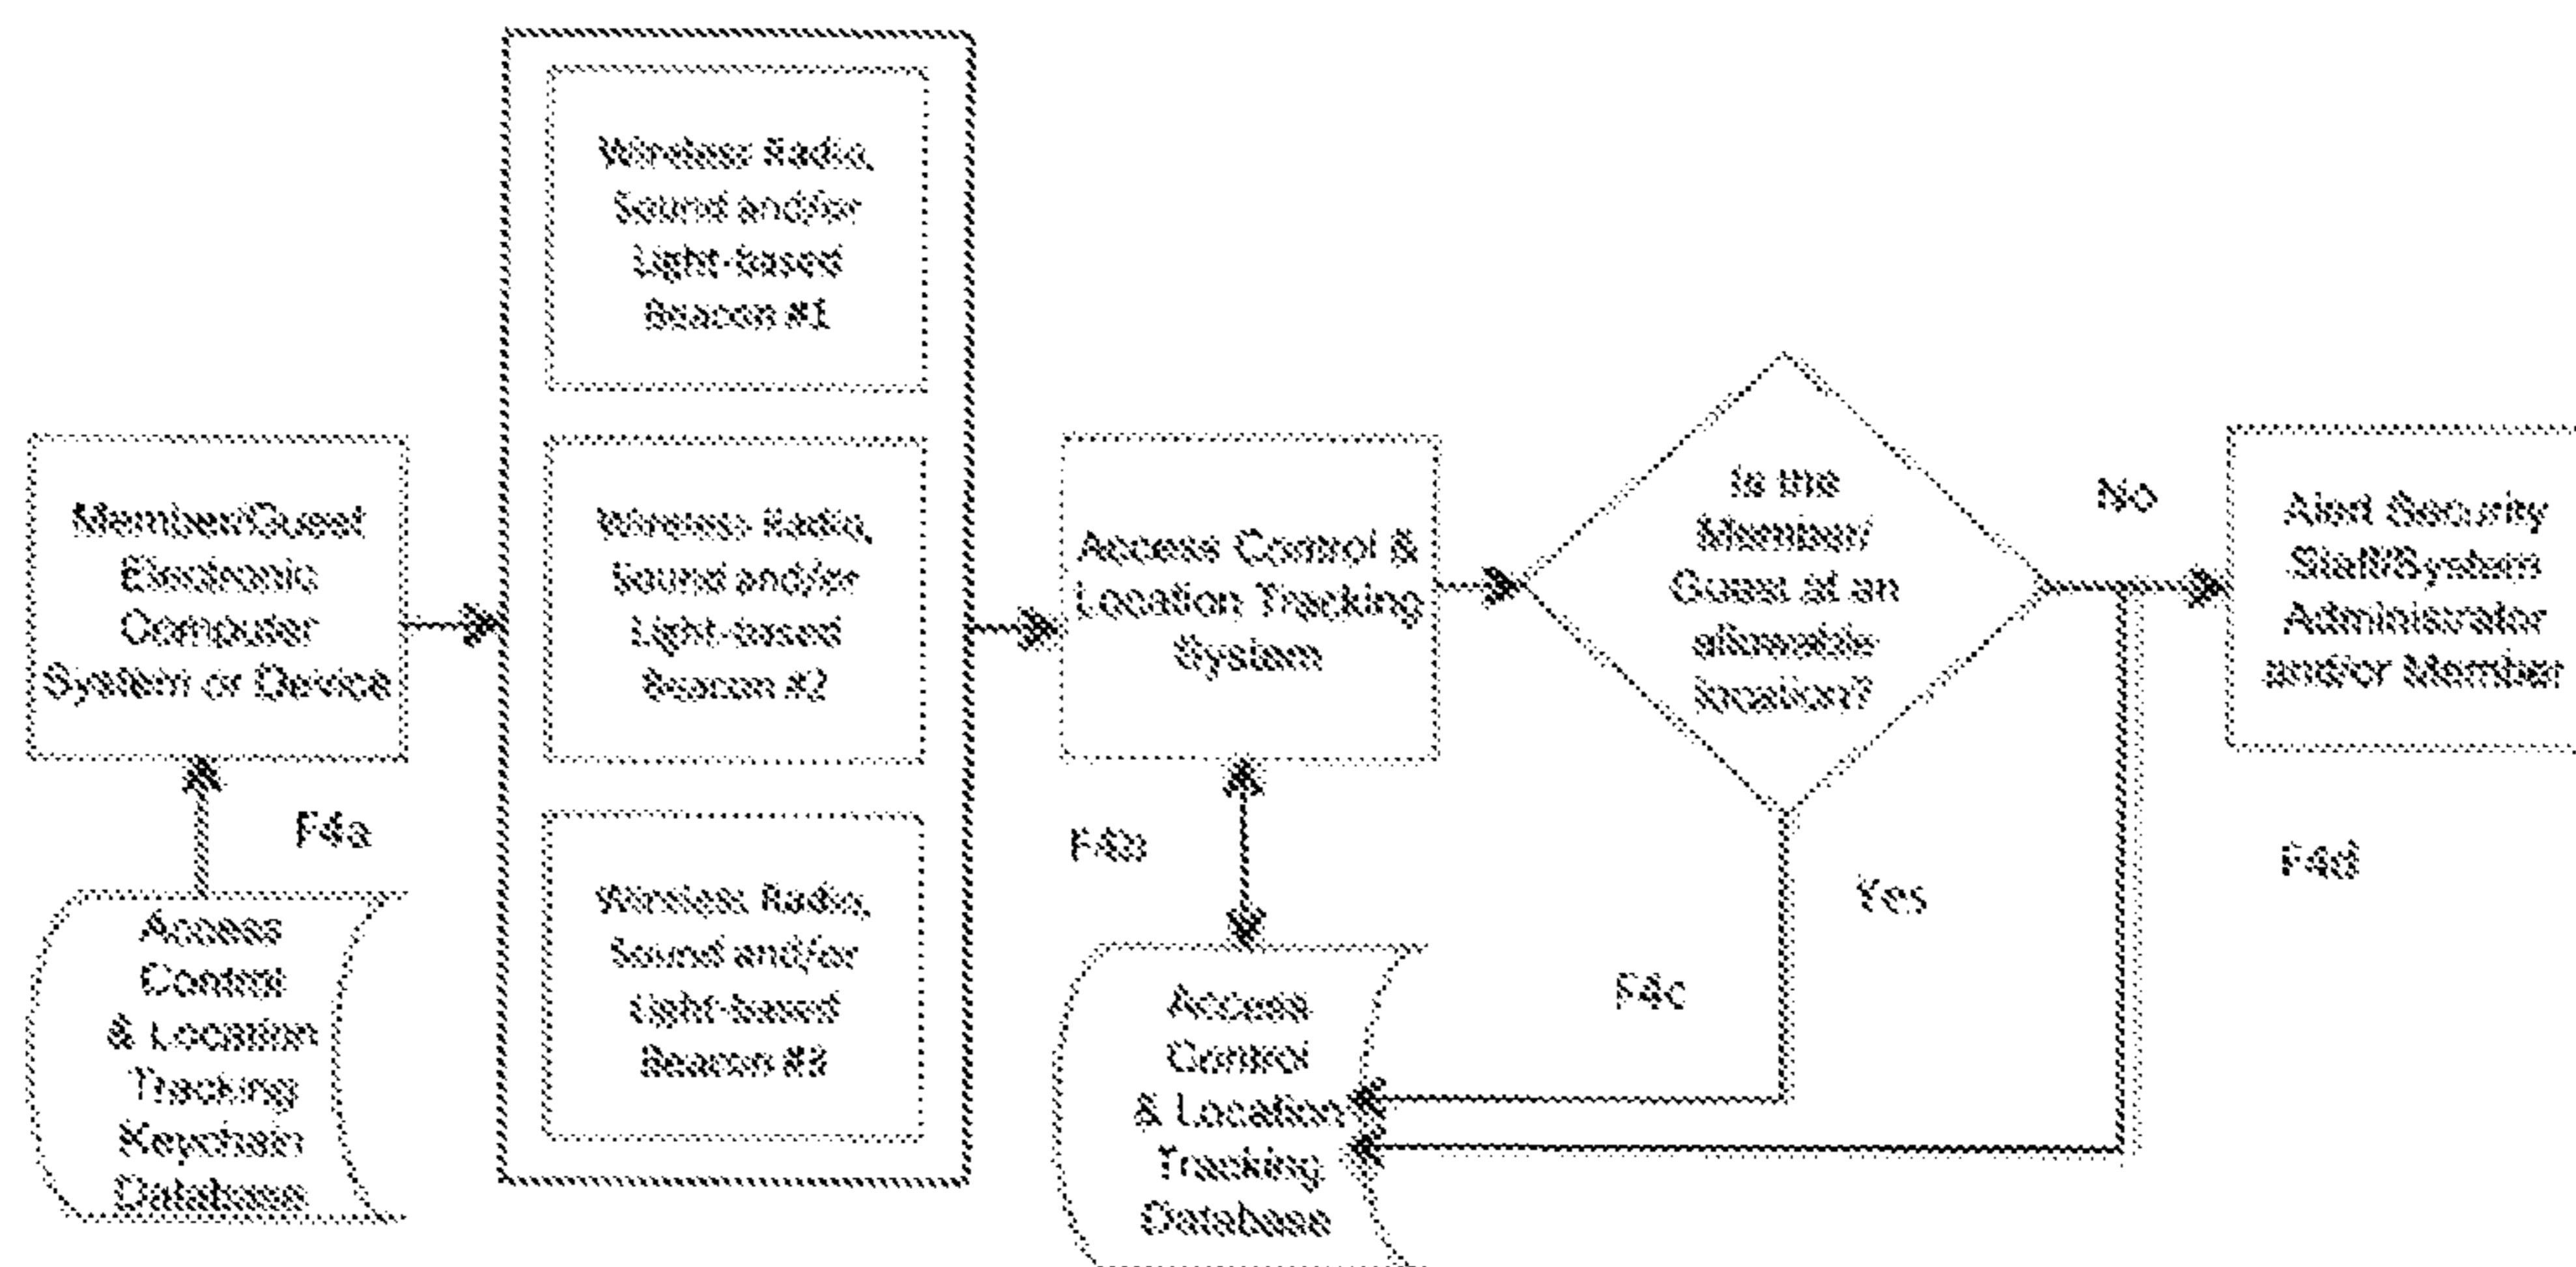 Member/Guest
Electronic
Computer
System or Device
F4a
Access
Control
& Location
Tracking
Keychain
Database
Wireless Radio,
Sound and/or
Light-based
Beacon #1
Wireless Radio,
Sound and/or
Light-based
Beacon #2
Wireless Radio,
Sound and/or
Light-based
Beacon #3
Access Control &
Location Tracking
System
F4b
Access
Control
& Location
Tracking
Database
Is the
Member/
Guest at an
allowable
location?
Yes
F4c
No
F4d
Alert Security
Staff/System
Administrator
and/or Member